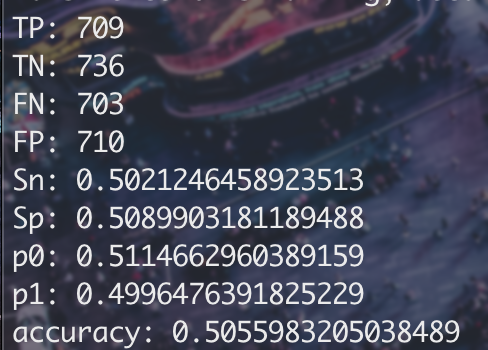 TP: 709
TN: 736
FN: 703
FP: 710
Sn: 0.5021246458923513
Sp: 0.5089903181189488
p0: 0.5114662960389159
p1: 0.4996476391825229
accuracy: 0.5055983205038489